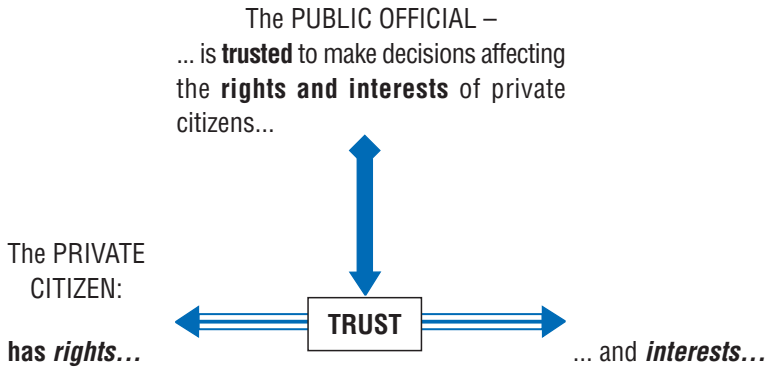 The PUBLIC OFFICIAL –
... is trusted to make decisions affecting
the rights and interests of private
citizens...
The PRIVATE
CITIZEN:
TRUST
has rights...
... and interests...